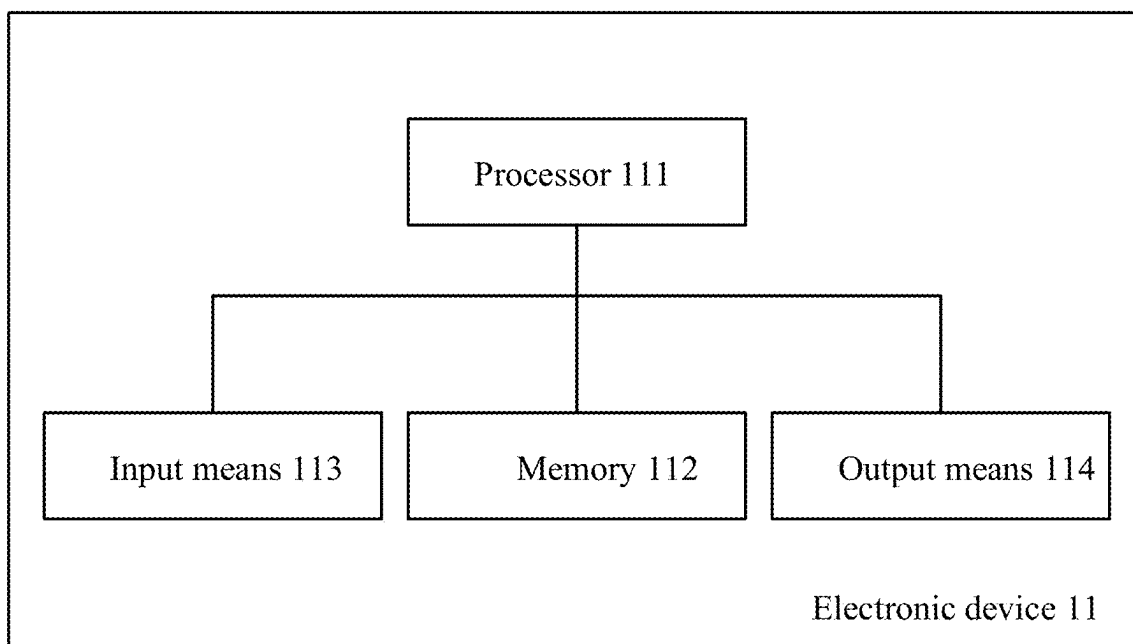 Processor 111
Input means 113
Memory 112
Output means 114
Electronic device 11